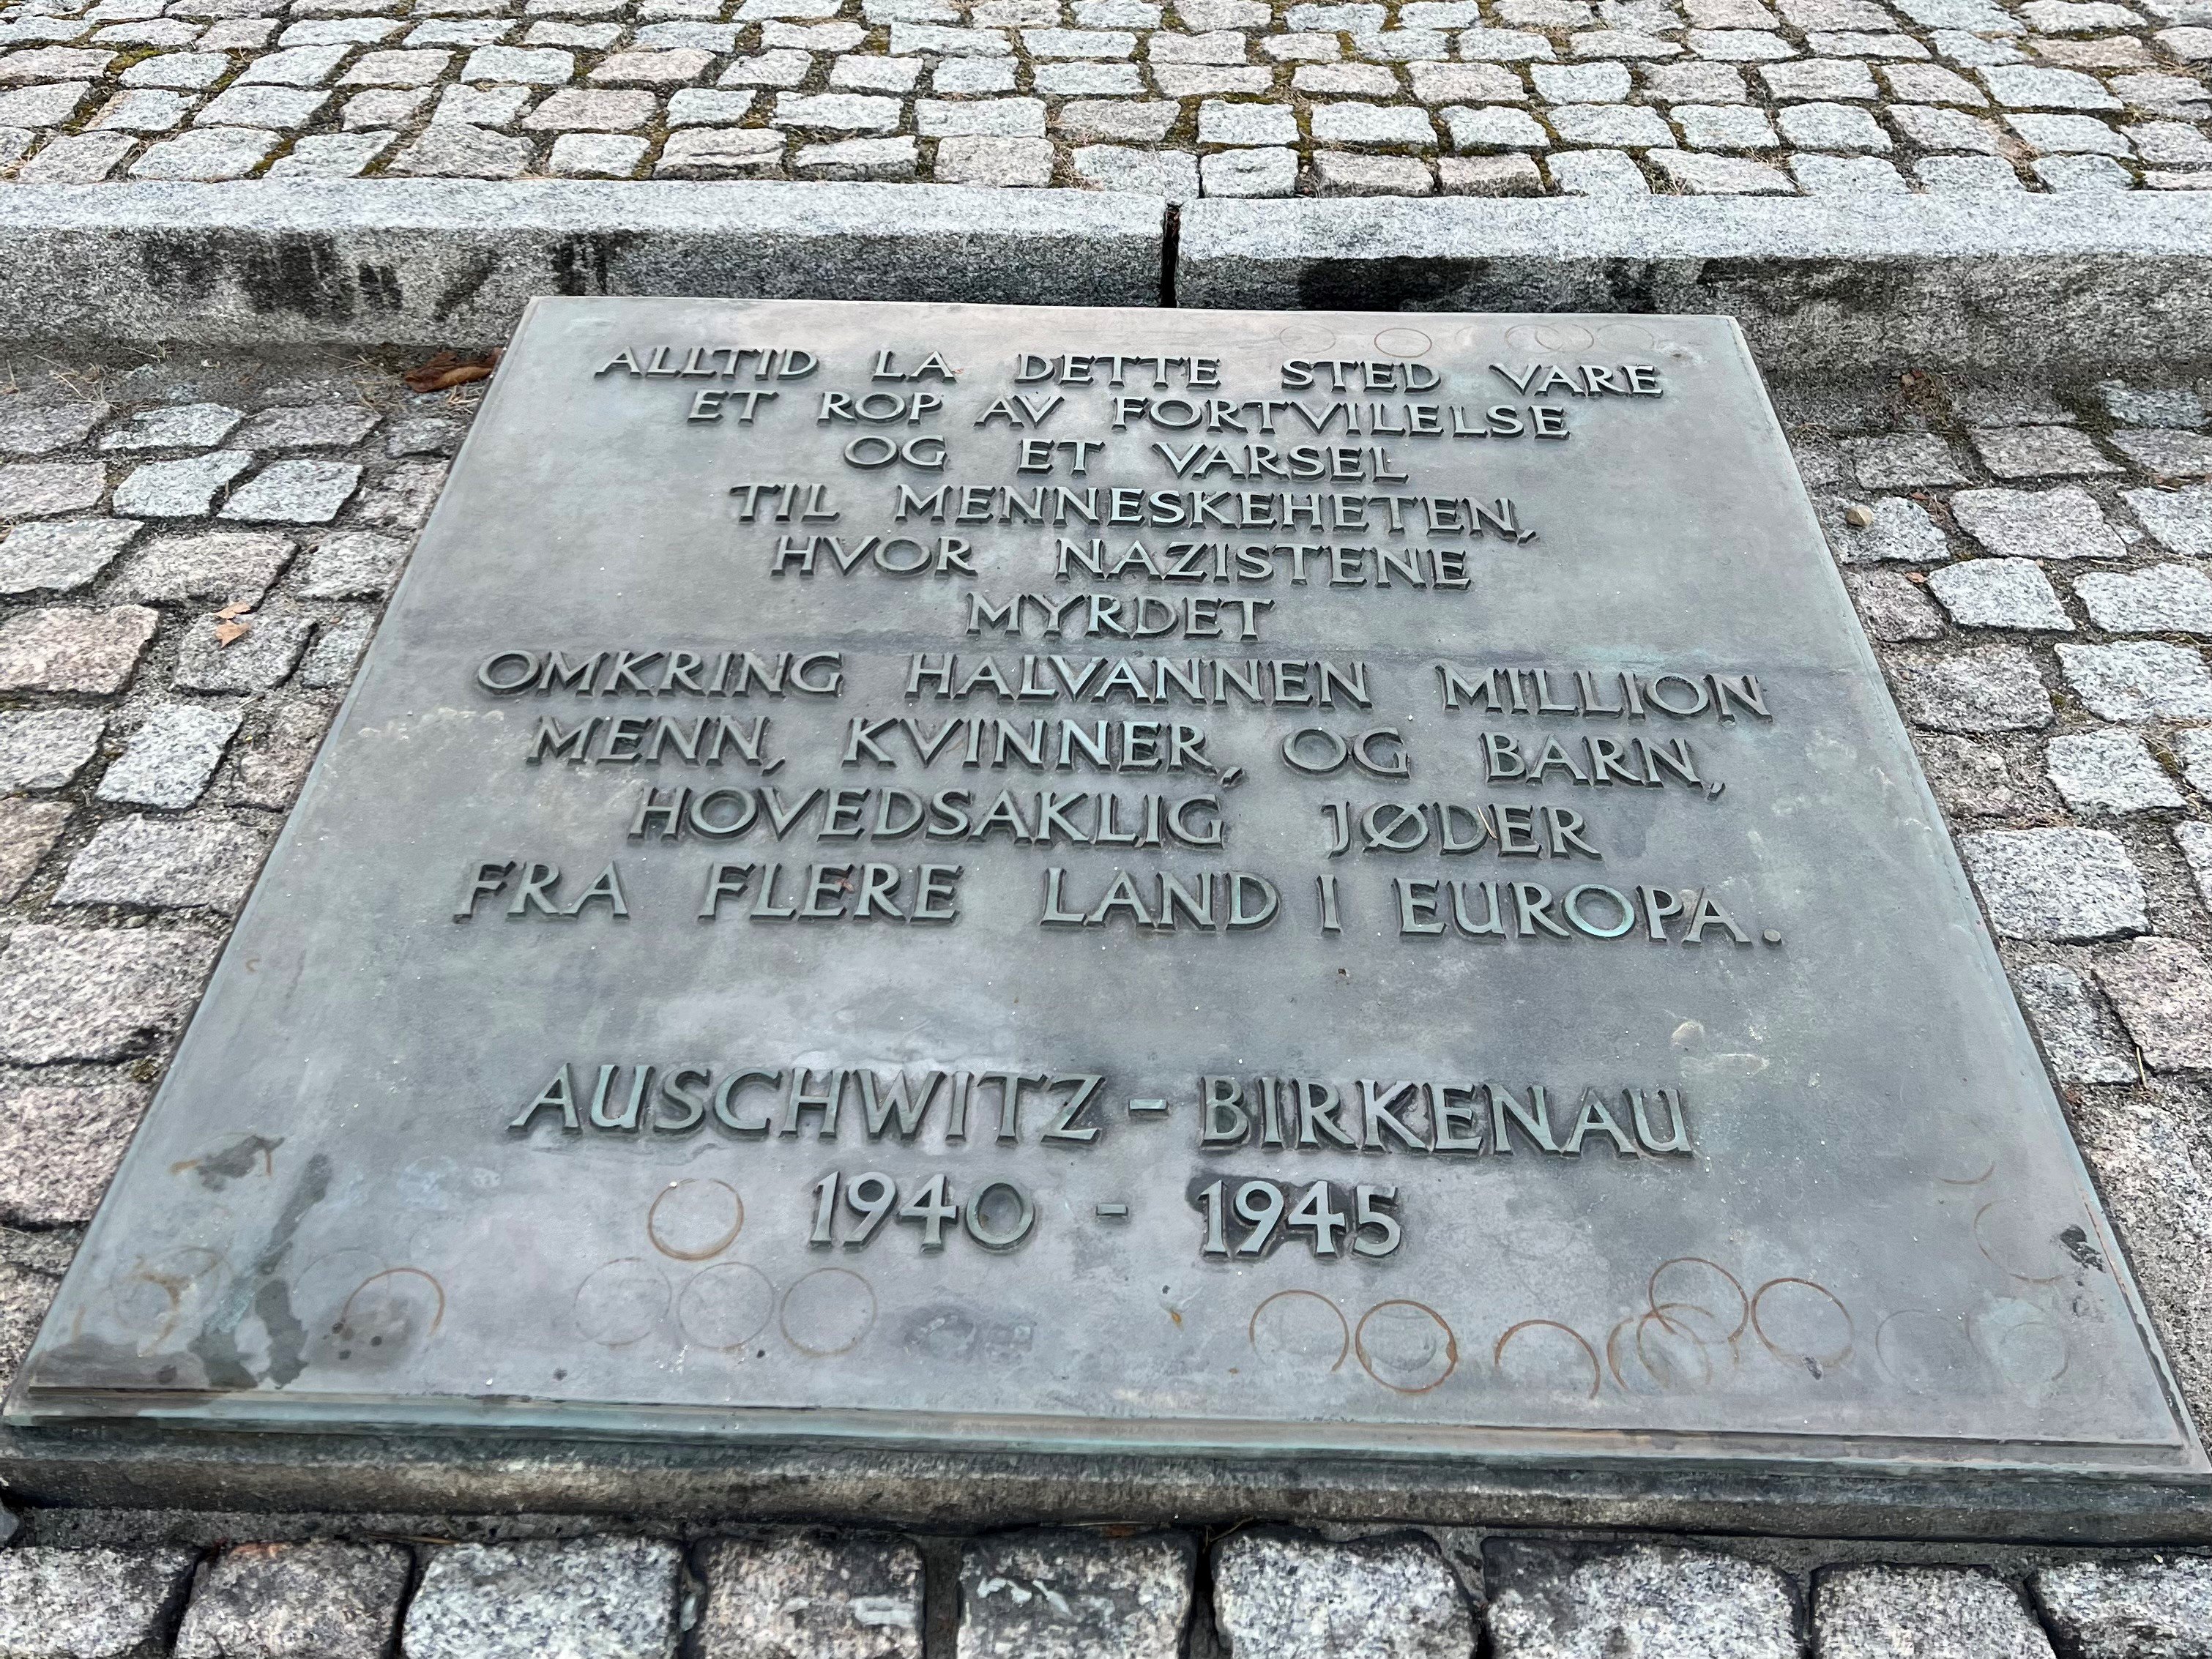 ALLTID LA DETTE STED VARE
ET ROP AV FORTVILELSE
OG ET VARSEL
TIL MENNESKEHETEN,
HVOR NAZISTENE
MYRDET
OMKRING HALVANNEN MILLION
MENN, KVINNER, OG BARN,
HOVEDSAKLIG JØDER
FRA FLERE LAND I EUROPA.
AUSCHWITZ - BIRKENAU
1940 - 1945